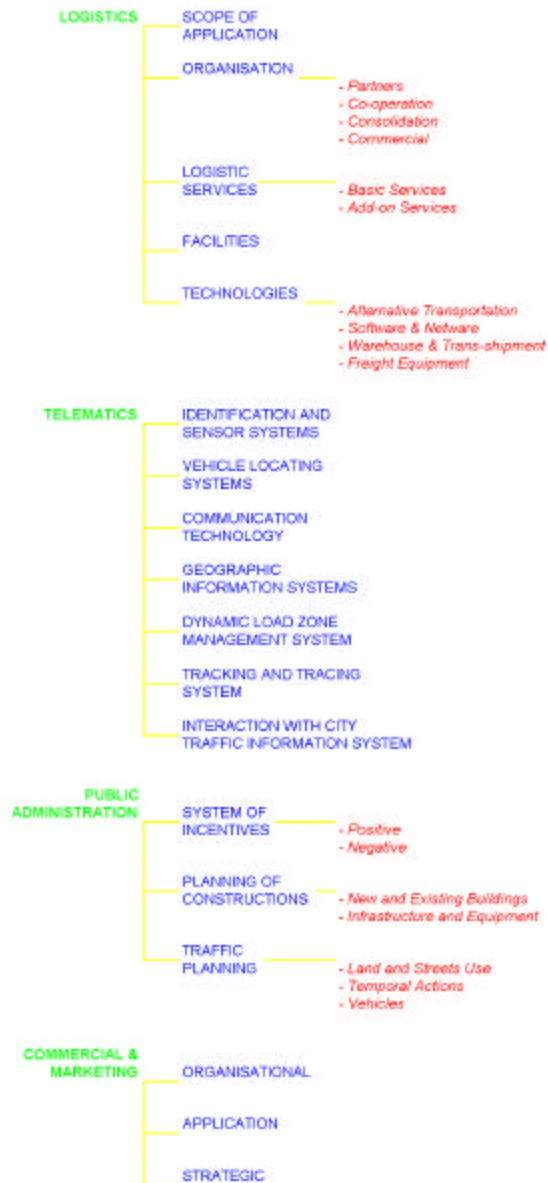 LOGISTICS
SCOPE OF
APPLICATION
ORGANISATION
- Partners
- Co-operation
- Consolidation
- Commercial
LOGISTIC
SERVICES
- Basic Services
- Add-on Services
FACILITIES
TECHNOLOGIES
- Alternative Transportation
- Software & Netware
- Warehouse & Trans-shipment
- Freight Equipment
TELEMATICS
IDENTIFICATION AND
SENSOR SYSTEMS
VEHICLE LOCATING
SYSTEMS
COMMUNICATION
TECHNOLOGY
GEOGRAPHIC
INFORMATION SYSTEMS
DYNAMIC LOAD ZONE
MANAGEMENT SYSTEM
TRACKING AND TRACING
SYSTEM
INTERACTION WITH CITY
TRAFFIC INFORMATION SYSTEM
PUBLIC
ADMINISTRATION
SYSTEM OF
INCENTIVES
- Positive
- Negative
PLANNING OF
CONSTRUCTIONS
- New and Existing Buildings
- Infrastructure and Equipment
TRAFFIC
PLANNING
- Land and Streets Use
- Temporal Actions
- Vehicles
COMMERCIAL &
MARKETING
ORGANISATIONAL
APPLICATION
STRATEGIC